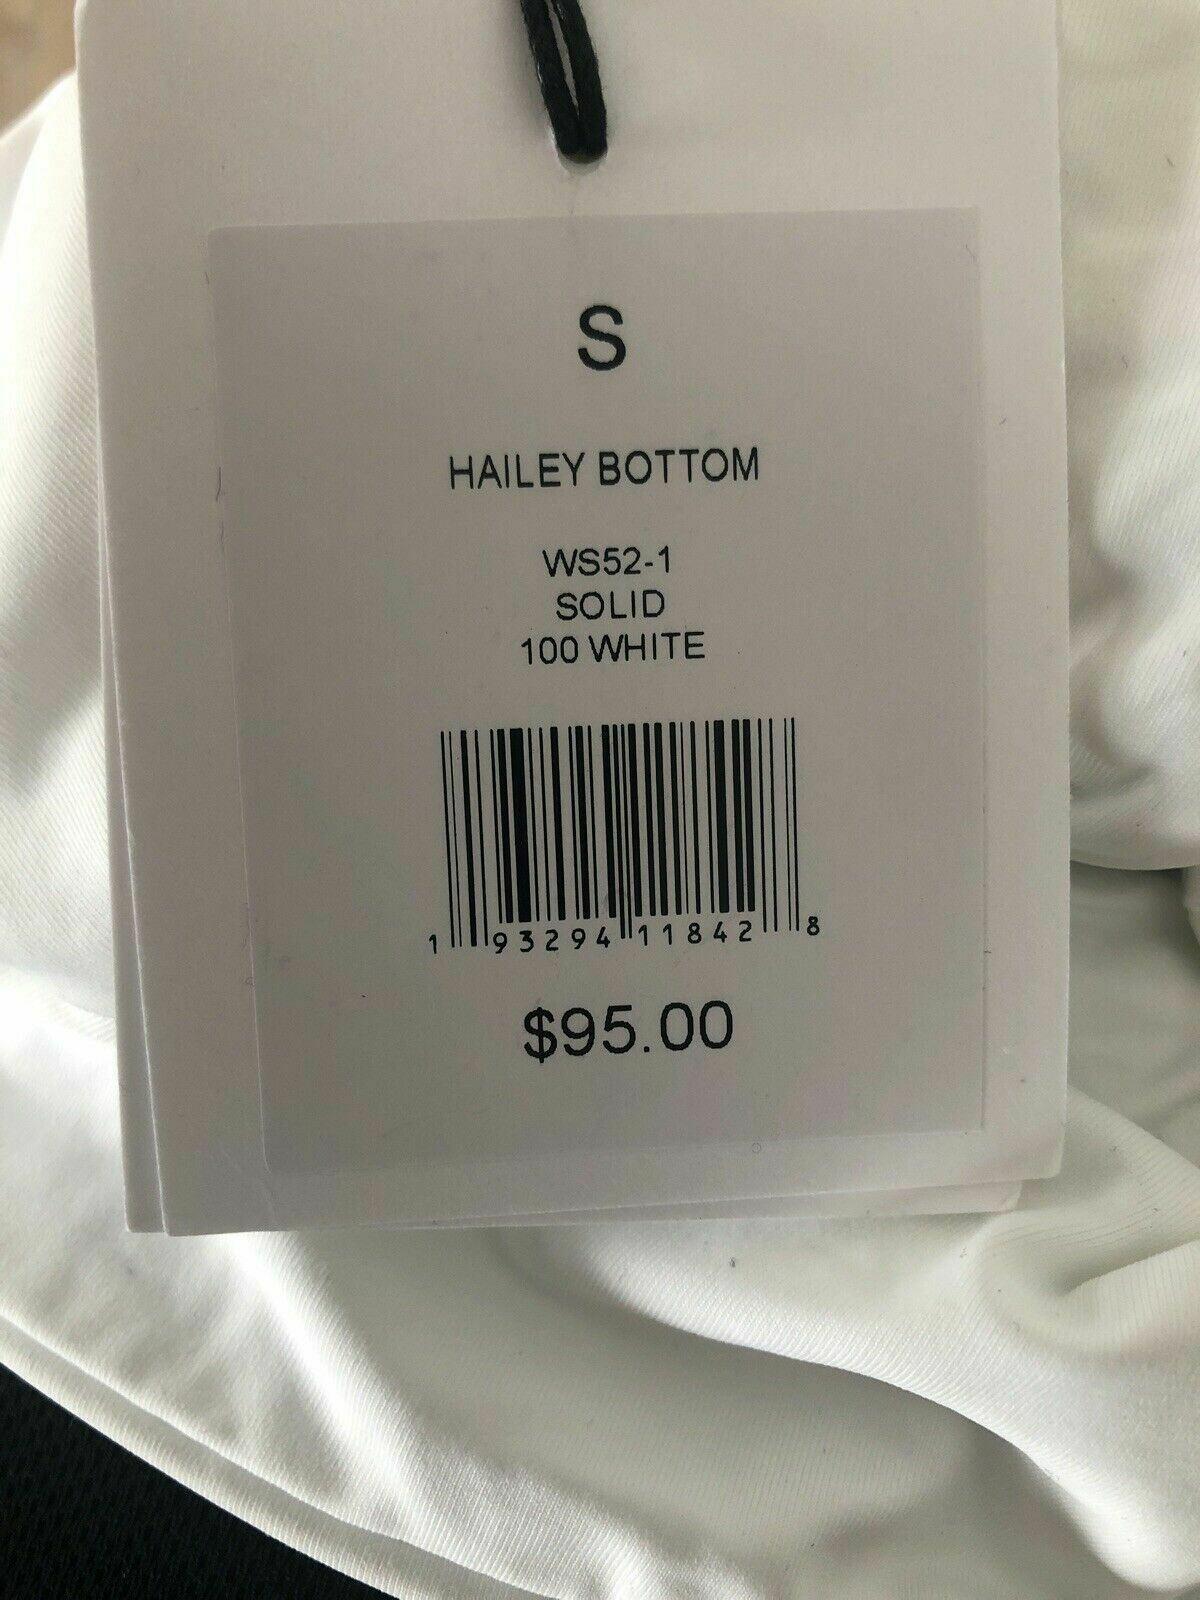 S
HAILEY BOTTOM
WS52-1
SOLID
100 WHITE
1 93294 11842 8
$95.00